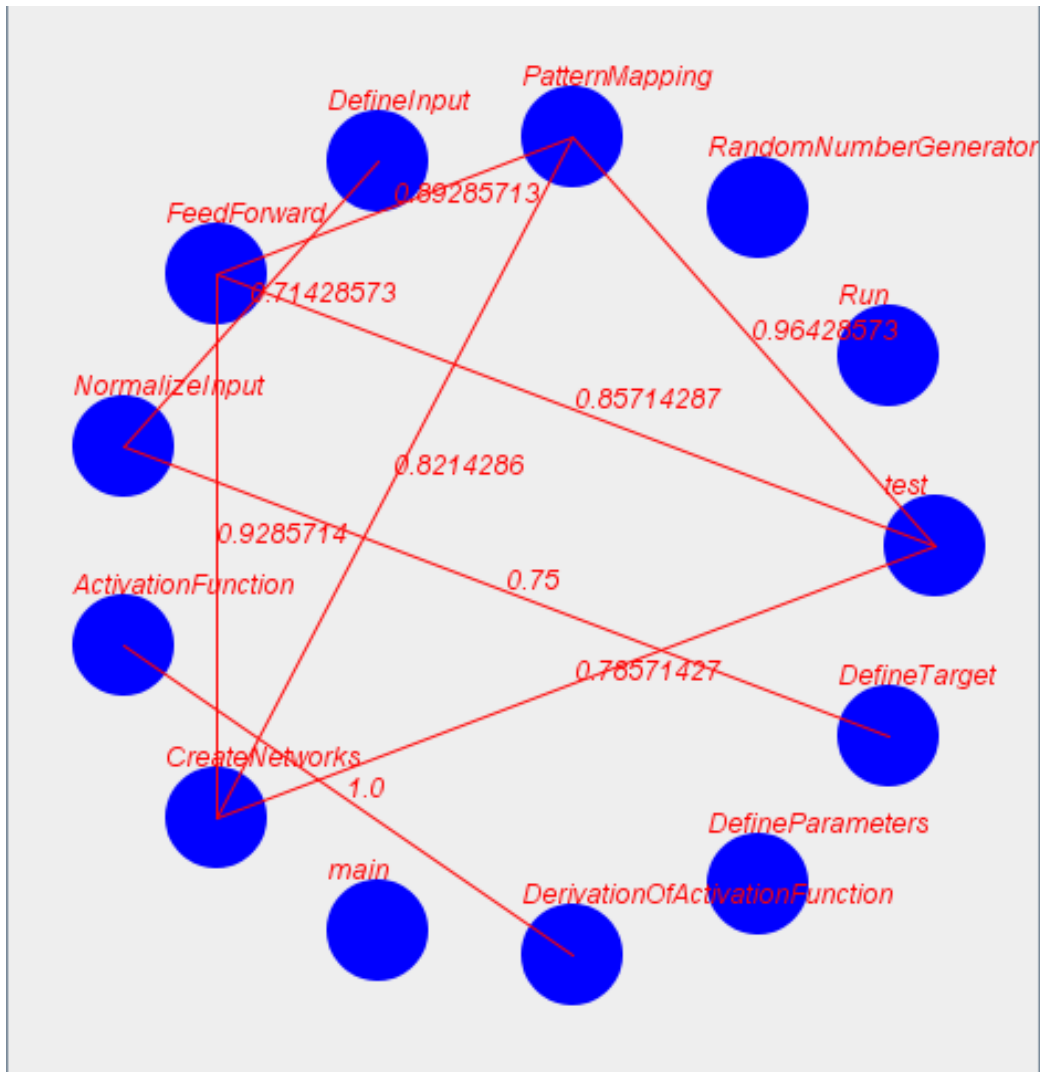 PatternMapping
DefineInput
RandomNumberGenerator
0.89285713
FeedForward
0.71428573
Run
0.96428573
NormalizeInput
0.85714287
0.8214286
test
0.9285714
0.75
ActivationFunction
0.78571427
DefineTarget
CreateNetworks
1.0
DefineParameters
main
DerivationOfActivationFunction